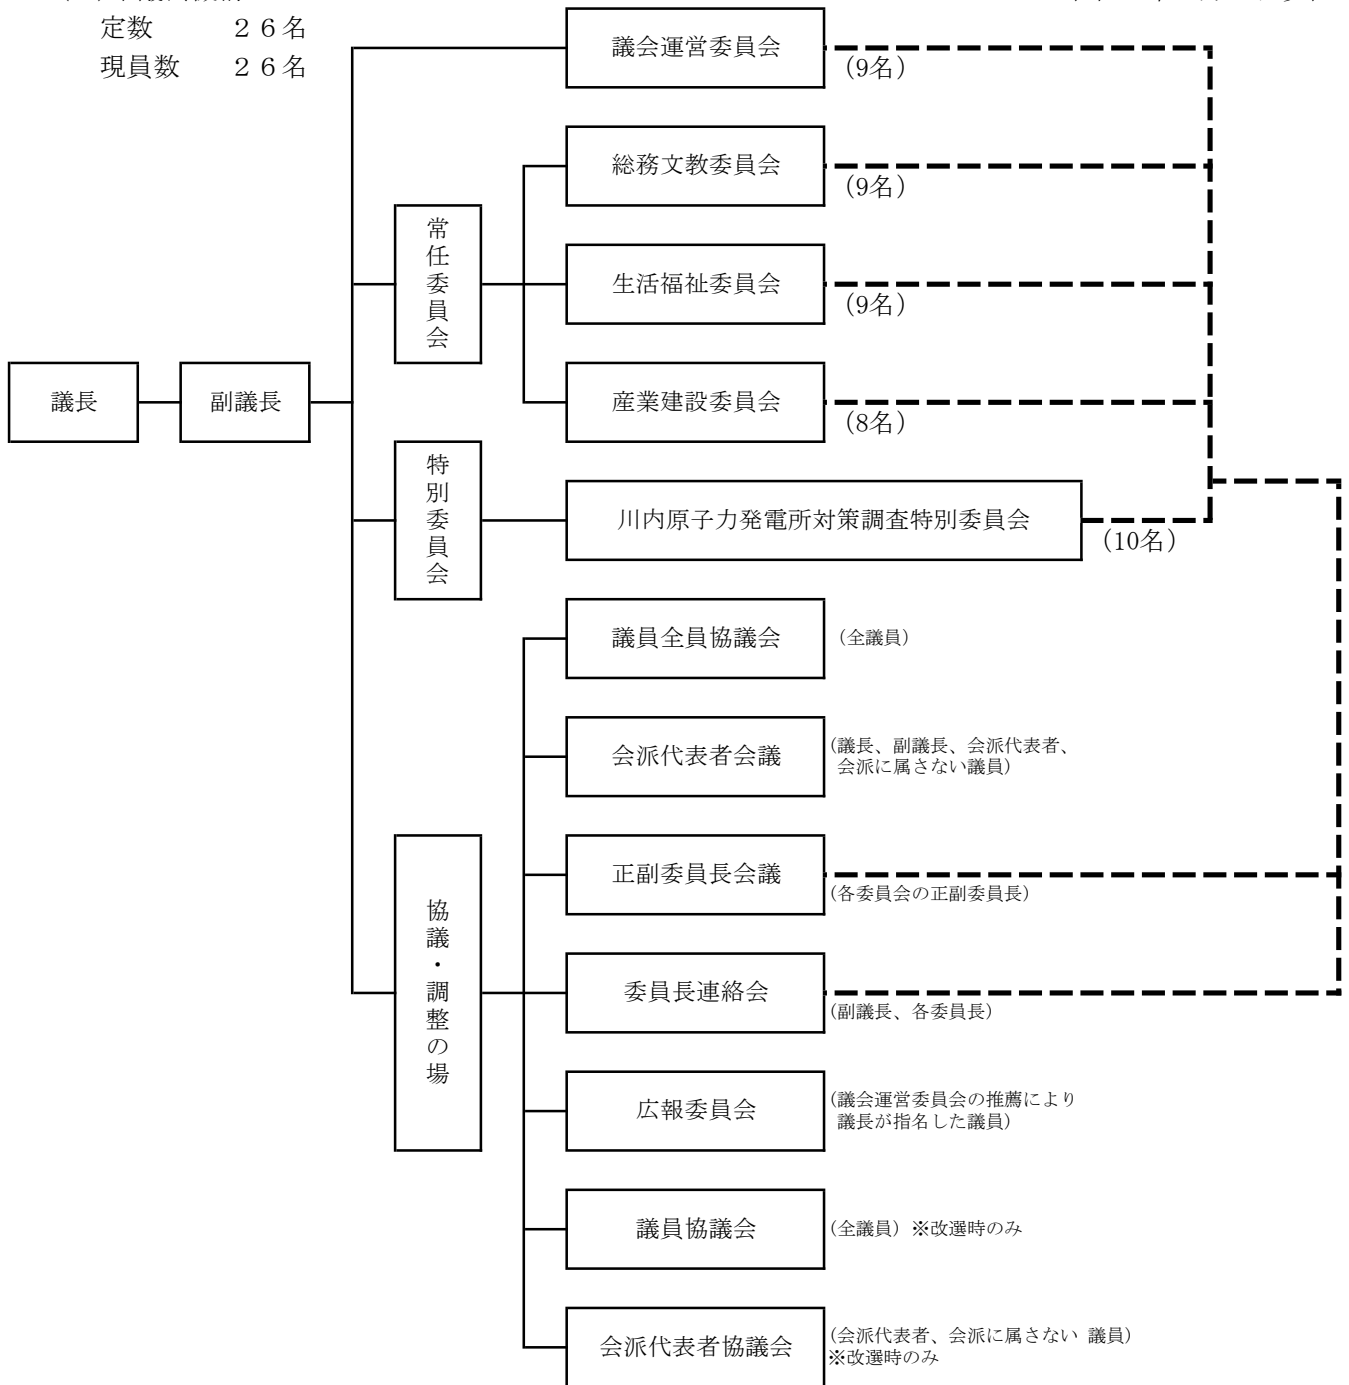 定数　　　２６名
現員数　　２６名
議会運営委員会
（9名）
総務文教委員会
（9名）
常任委員会
生活福祉委員会
（9名）
議長
副議長
産業建設委員会
（8名）
特別委員会
川内原子力発電所対策調査特別委員会
（10名）
議員全員協議会
（全議員）
会派代表者会議
（議長、副議長、会派代表者、
会派に属さない議員）
正副委員長会議
（各委員会の正副委員長）
協議・調整の場
委員長連絡会
（副議長、各委員長）
広報委員会
（議会運営委員会の推薦により
議長が指名した議員）
議員協議会
（全議員）※改選時のみ
会派代表者協議会
（会派代表者、会派に属さない 議員）
※改選時のみ